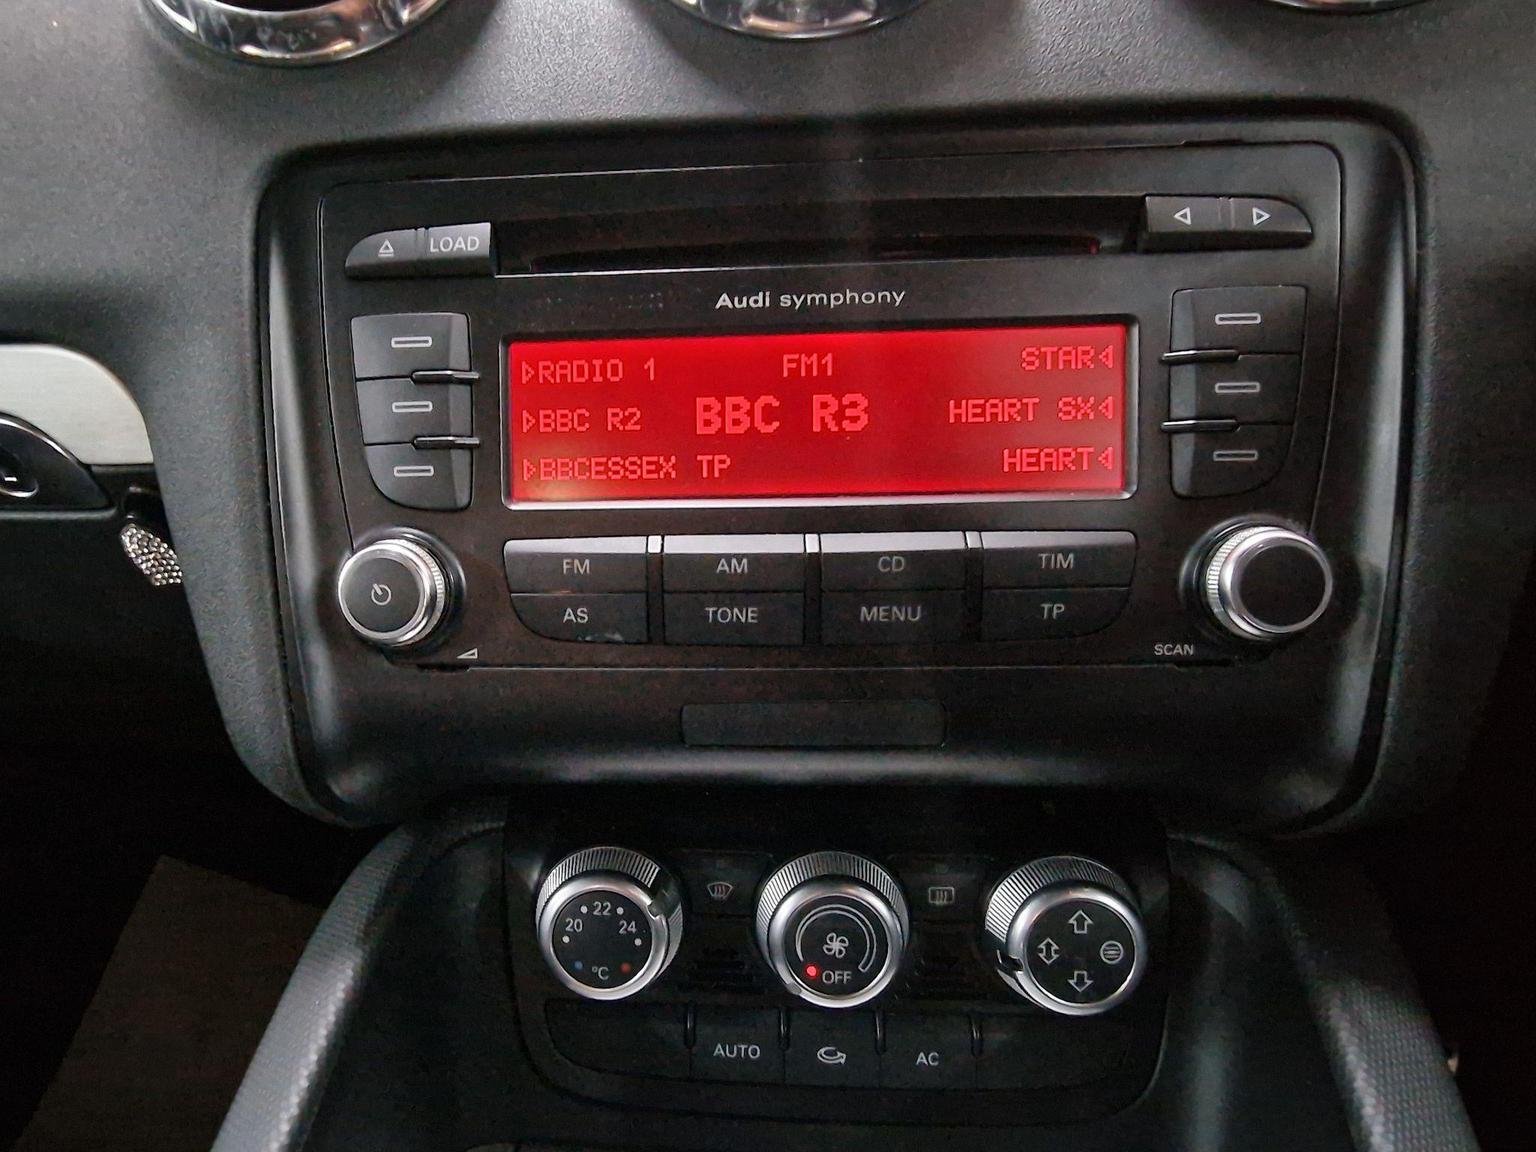 LOAD
Audi symphony
RADIO 1 FM1 STAR
BBC R2 BBC R3 HEART SX
BBCESSEX TP HEART
FM AM CD TIM
AS TONE MENU TP
SCAN
20 22 24
°C
OFF
AUTO AC